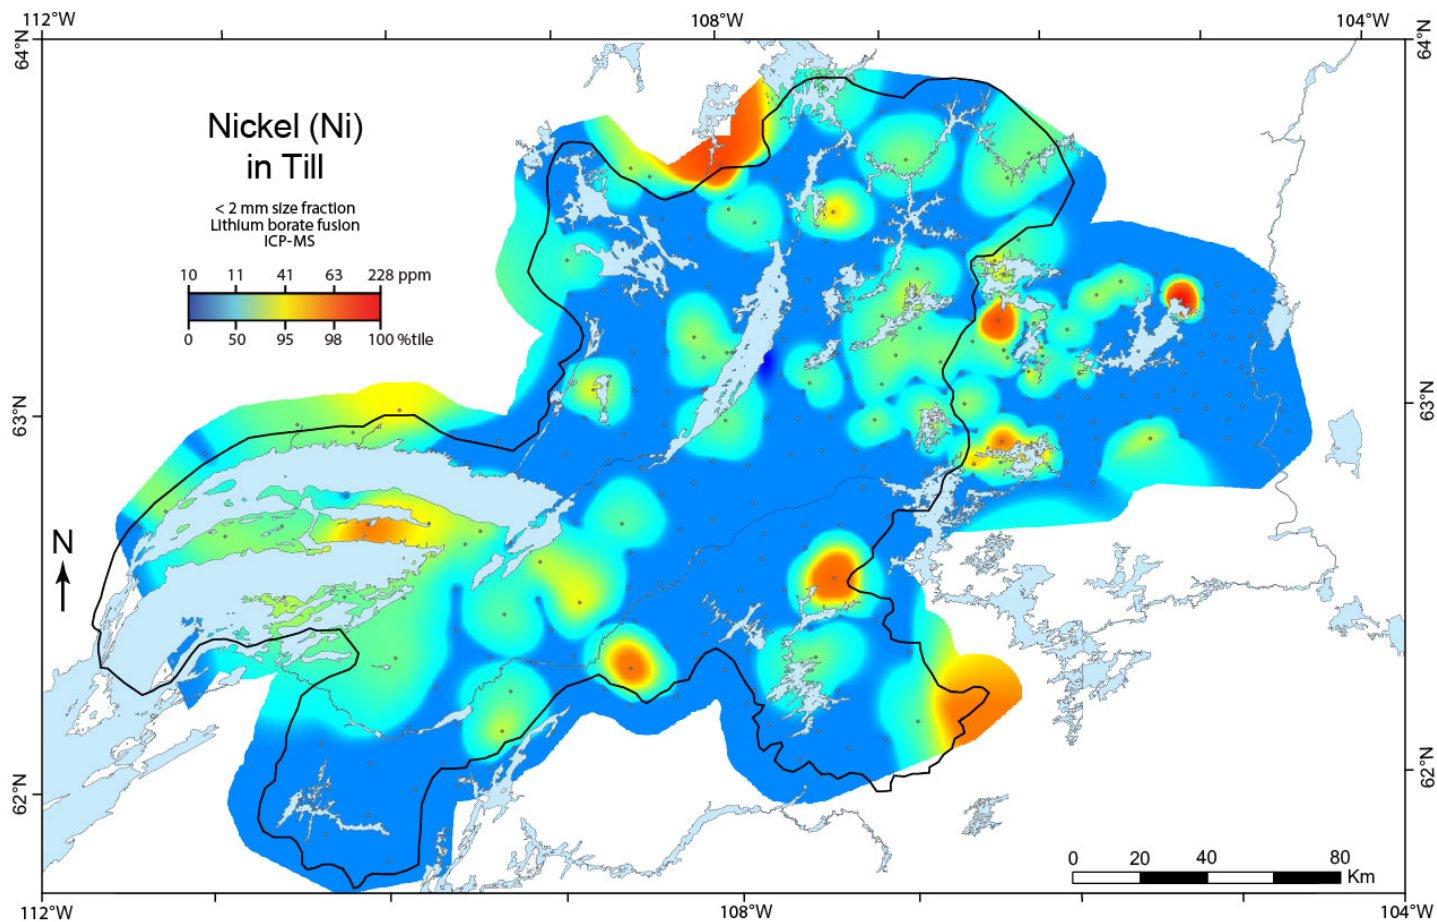 112°W 108°W 104°W
64°N 64°N
Nickel (Ni)
in Till
< 2 mm size fraction
Lithium borate fusion
ICP-MS
10 11 41 63 228 ppm
0 50 95 98 100 %tile
63°N 63°N
N
62°N 62°N
0 20 40 80
Km
112°W 108°W 104°W